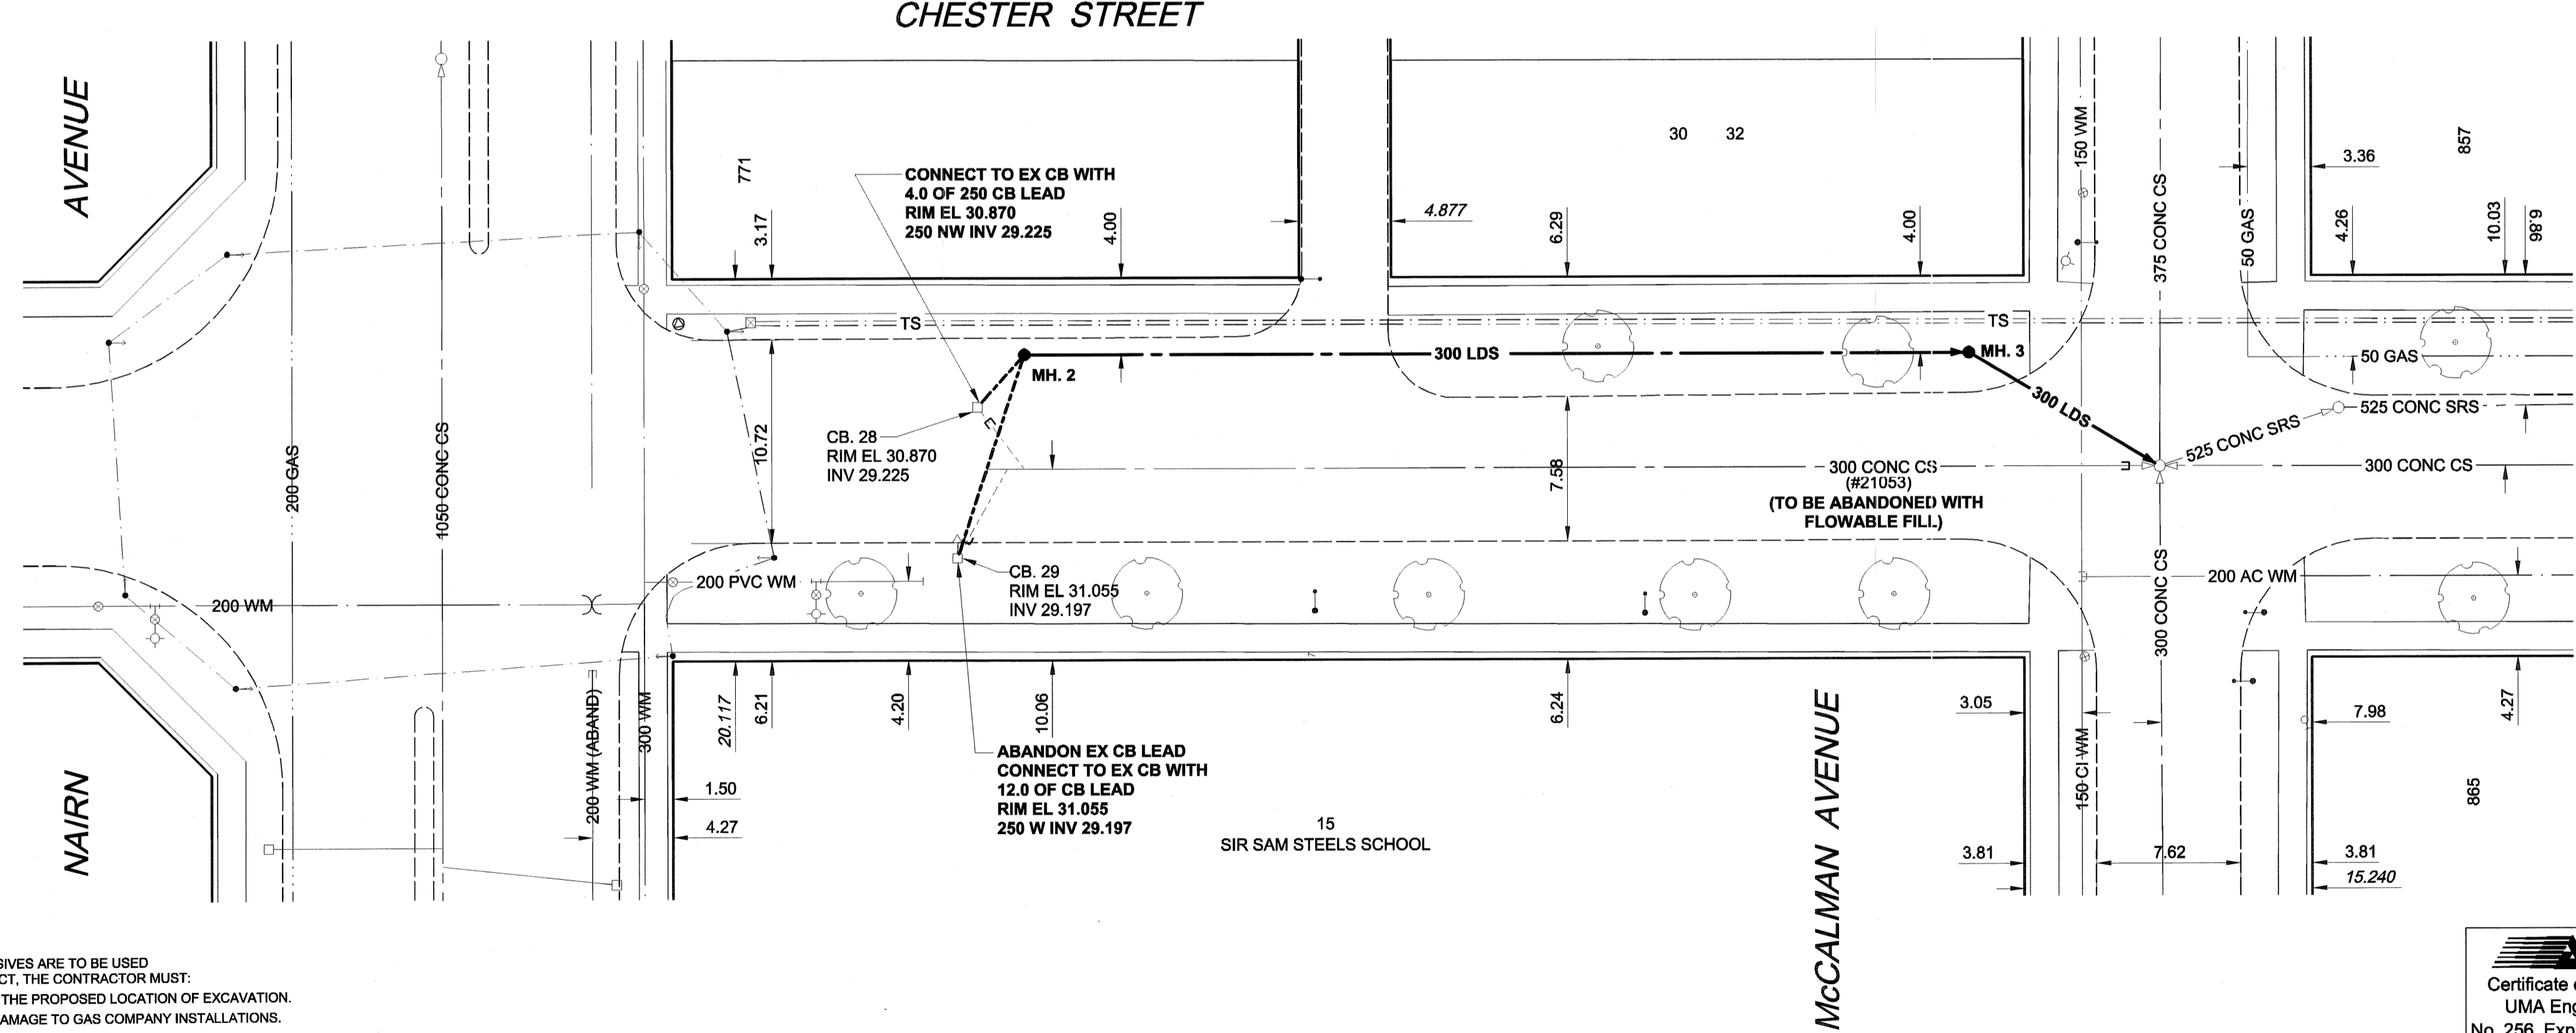 CHESTER STREET
AVENUE
NAIRN
McCALMAN AVENUE
771
3.17
CONNECT TO EX CB WITH
4.0 OF 250 CB LEAD
RIM EL 30.870
250 NW INV 29.225
4.00
4.877
6.29
30 32
4.00
150 WM
375 CONC CS
50 GAS
3.36
857
4.26
10.03
9.86
TS
TS
300 LDS
MH. 2
MH. 3
50 GAS
300 LDS
525 CONC SRS
525 CONC SRS
200 GAS
1050 CONC CS
10.72
CB. 28
RIM EL 30.870
INV 29.225
7.58
300 CONC CS
(#21053)
(TO BE ABANDONED WITH
FLOWABLE FILL)
300 CONC CS
200 WM
200 PVC WM
CB. 29
RIM EL 31.055
INV 29.197
300 CONC CS
200 AC WM
200 WM (ABAND)
300 WM
20.117
6.21
4.20
10.06
6.24
3.05
7.98
4.27
ABANDON EX CB LEAD
CONNECT TO EX CB WITH
12.0 OF CB LEAD
RIM EL 31.055
250 W INV 29.197
1.50
4.27
15
SIR SAM STEELS SCHOOL
150 CI WM
865
3.81
7.62
3.81
15.240
SIVES ARE TO BE USED
CT, THE CONTRACTOR MUST:
THE PROPOSED LOCATION OF EXCAVATION.
AMAGE TO GAS COMPANY INSTALLATIONS.
Certificate
UMA Eng
No. 256